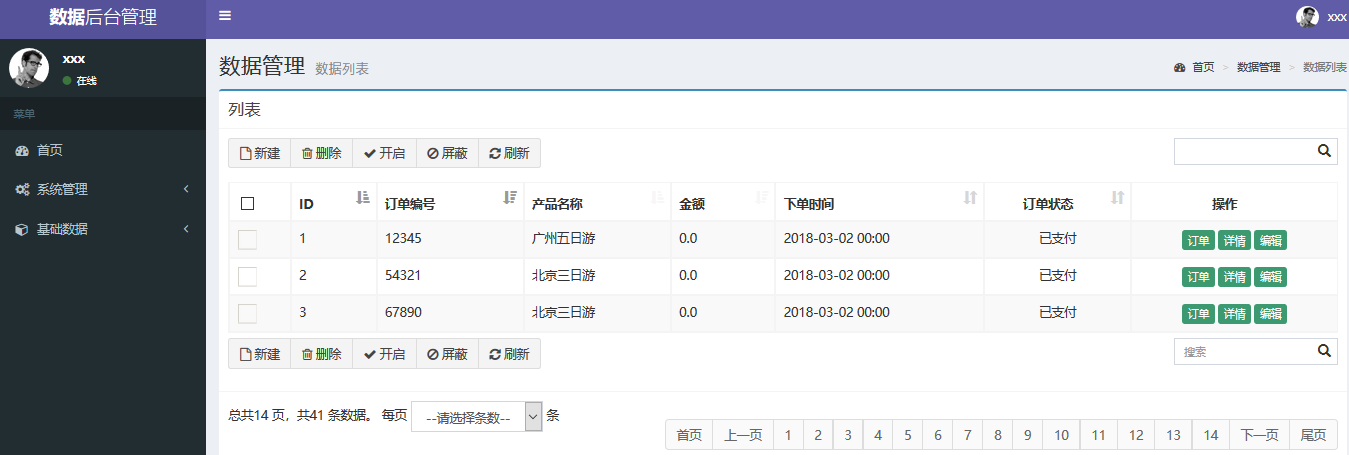 数据后台管理
xxx
xxx
在线
菜单
首页
系统管理
基础数据
数据管理 数据列表
首页 > 数据管理 > 数据列表
列表
新建 删除 开启 屏蔽 刷新
ID 订单编号 产品名称 金额 下单时间 订单状态 操作
1 12345 广州五日游 0.0 2018-03-02 00:00 已支付 订单 详情 编辑
2 54321 北京三日游 0.0 2018-03-02 00:00 已支付 订单 详情 编辑
3 67890 北京三日游 0.0 2018-03-02 00:00 已支付 订单 详情 编辑
新建 删除 开启 屏蔽 刷新 搜索
总共14 页，共41 条数据。 每页 --请选择条数-- 条
首页 上一页 1 2 3 4 5 6 7 8 9 10 11 12 13 14 下一页 尾页